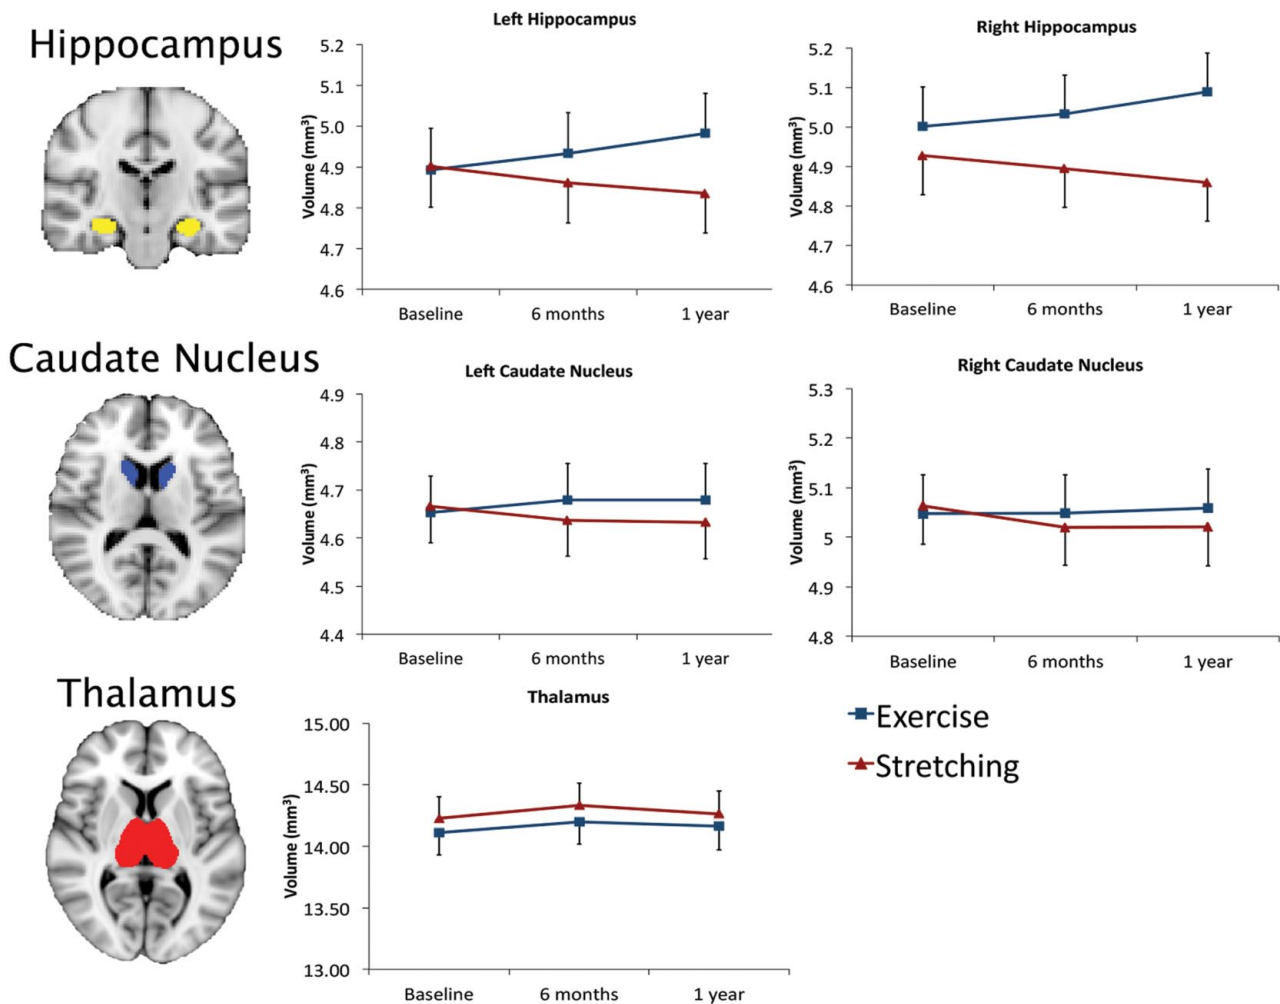 Hippocampus
Left Hippocampus
Volume (mm³)
5.2
5.1
5.0
4.9
4.8
4.7
4.6
Baseline 6 months 1 year
Right Hippocampus
Volume (mm³)
5.2
5.1
5.0
4.9
4.8
4.7
4.6
Baseline 6 months 1 year
Caudate Nucleus
Left Caudate Nucleus
Volume (mm³)
4.9
4.8
4.7
4.6
4.5
4.4
Baseline 6 months 1 year
Right Caudate Nucleus
Volume (mm³)
5.3
5.2
5.1
5
4.9
4.8
Baseline 6 months 1 year
Thalamus
Thalamus
Volume (mm³)
15.00
14.50
14.00
13.50
13.00
Baseline 6 months 1 year
Exercise
Stretching